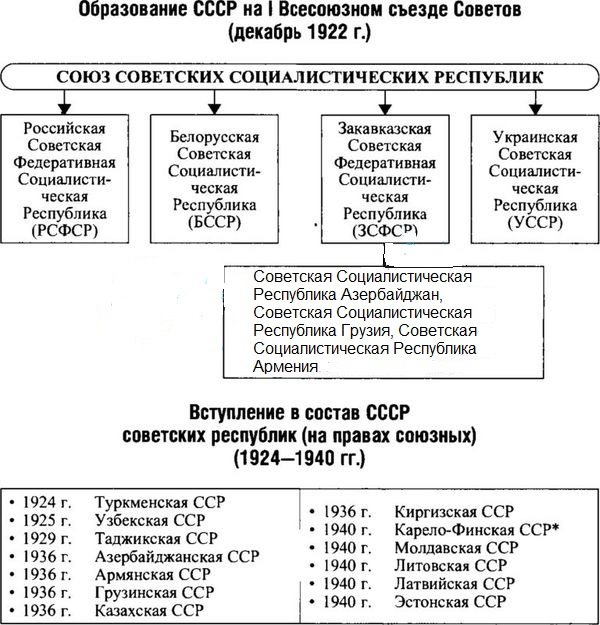 Образование СССР на I Всесоюзном съезде Советов
(декабрь 1922 г.)
СОЮЗ СОВЕТСКИХ СОЦИАЛИСТИЧЕСКИХ РЕСПУБЛИК
Российская
Советская
Федеративная
Социалисти-
ческая
Республика
(РСФСР)
Белорусская
Советская
Социалисти-
ческая
Республика
(БССР)
Закавказская
Советская
Федеративная
Социалисти-
ческая
Республика
(ЗСФСР)
Украинская
Советская
Социалисти-
ческая
Республика
(УССР)
Советская Социалистическая
Республика Азербайджан,
Советская Социалистическая
Республика Грузия, Советская
Социалистическая Республика
Армения
Вступление в состав СССР
советских республик (на правах союзных)
(1924—1940 гг.)
• 1924 г. Туркменская ССР
• 1925 г. Узбекская ССР
• 1929 г. Таджикская ССР
• 1936 г. Азербайджанская ССР
• 1936 г. Армянская ССР
• 1936 г. Грузинская ССР
• 1936 г. Казахская ССР
• 1936 г. Киргизская ССР
• 1940 г. Карело-Финская ССР*
• 1940 г. Молдавская ССР
• 1940 г. Литовская ССР
• 1940 г. Латвийская ССР
• 1940 г. Эстонская ССР